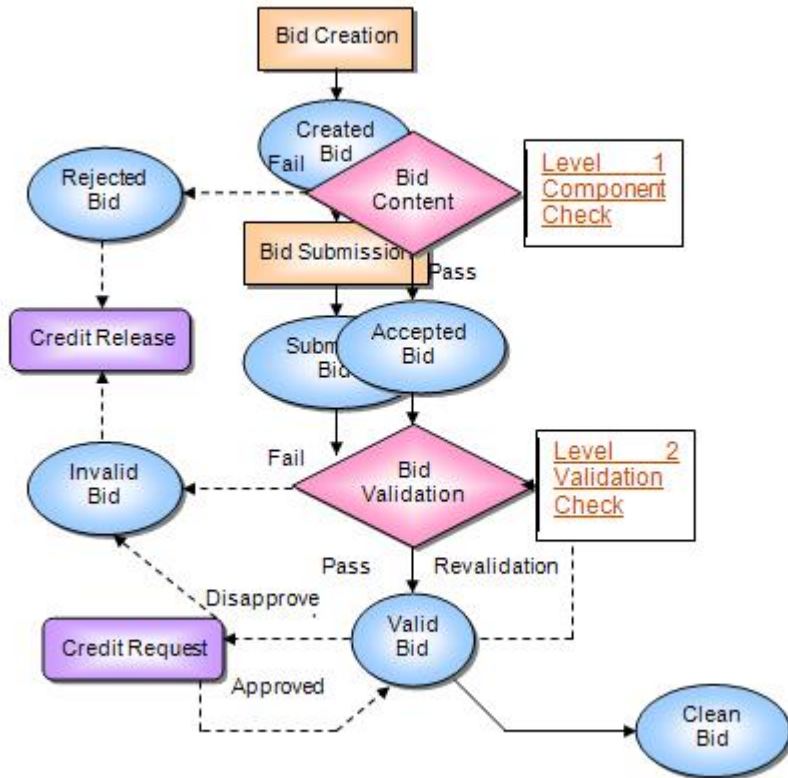 Bid Creation
Created
Bid
Fail
Rejected
Bid
Bid
Content
Level 1
Component
Check
Bid Submission
Pass
Credit Release
Bid
Accepted
Bid
Fail
Invalid
Bid
Bid
Validation
Level 2
Validation
Check
Pass
Revalidation
Disapprove
Valid
Bid
Credit Request
Approved
Clean
Bid